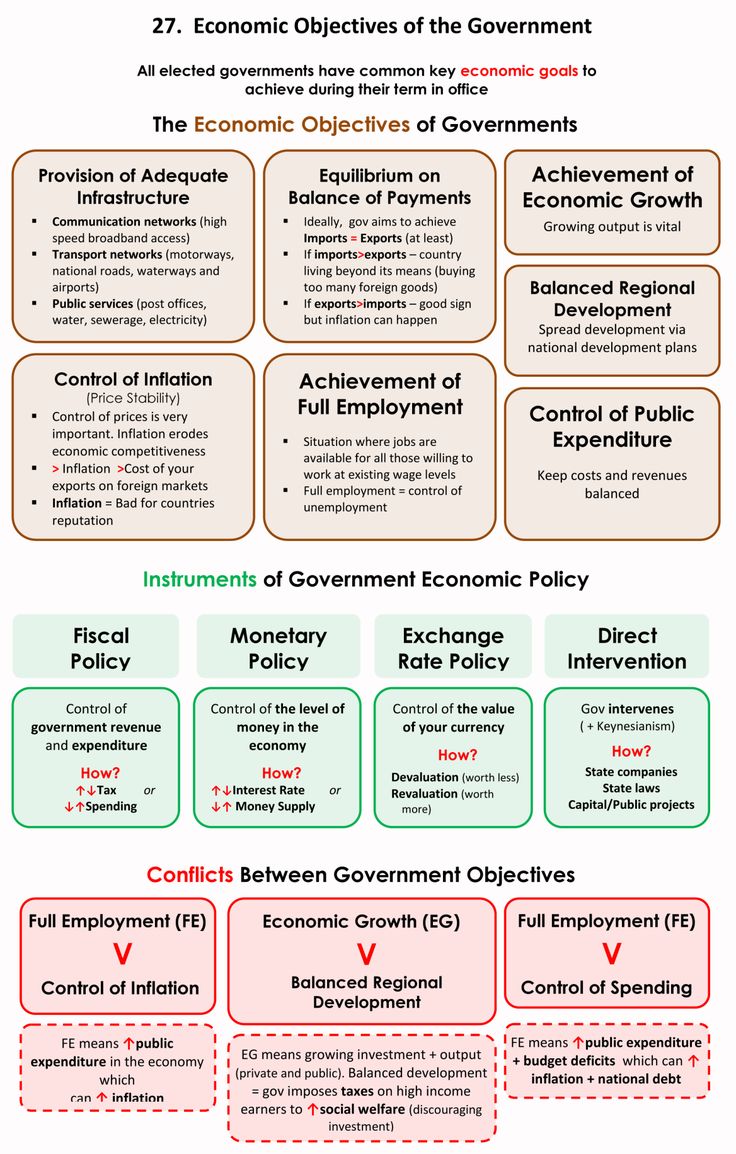 27. Economic Objectives of the Government
All elected governments have common key economic goals to
achieve during their term in office
The Economic Objectives of Governments
Provision of Adequate
Infrastructure
▪ Communication networks (high
speed broadband access)
▪ Transport networks (motorways,
national roads, waterways and
airports)
▪ Public services (post offices,
water, sewerage, electricity)
Equilibrium on
Balance of Payments
▪ Ideally, gov aims to achieve
Imports = Exports (at least)
▪ If imports>exports – country
living beyond its means (buying
too many foreign goods)
▪ If exports>imports – good sign
but inflation can happen
Achievement of
Economic Growth
Growing output is vital
Balanced Regional
Development
Spread development via
national development plans
Control of Inflation
(Price Stability)
▪ Control of prices is very
important. Inflation erodes
economic competitiveness
▪ > Inflation >Cost of your
exports on foreign markets
▪ Inflation = Bad for countries
reputation
Achievement of
Full Employment
▪ Situation where jobs are
available for all those willing to
work at existing wage levels
▪ Full employment = control of
unemployment
Control of Public
Expenditure
Keep costs and revenues
balanced
Instruments of Government Economic Policy
Fiscal
Policy
Control of
government revenue
and expenditure
How?
↑↓Tax or
↓↑Spending
Monetary
Policy
Control of the level of
money in the
economy
How?
↑↓Interest Rate or
↓↑ Money Supply
Exchange
Rate Policy
Control of the value
of your currency
How?
Devaluation (worth less)
Revaluation (worth
more)
Direct
Intervention
Gov intervenes
( + Keynesianism)
How?
State companies
State laws
Capital/Public projects
Conflicts Between Government Objectives
Full Employment (FE)
V
Control of Inflation
FE means ↑public
expenditure in the economy
which
can ↑ inflation
Economic Growth (EG)
V
Balanced Regional
Development
EG means growing investment + output
(private and public). Balanced development
= gov imposes taxes on high income
earners to ↑social welfare (discouraging
investment)
Full Employment (FE)
V
Control of Spending
FE means ↑public expenditure
+ budget deficits which can ↑
inflation + national debt